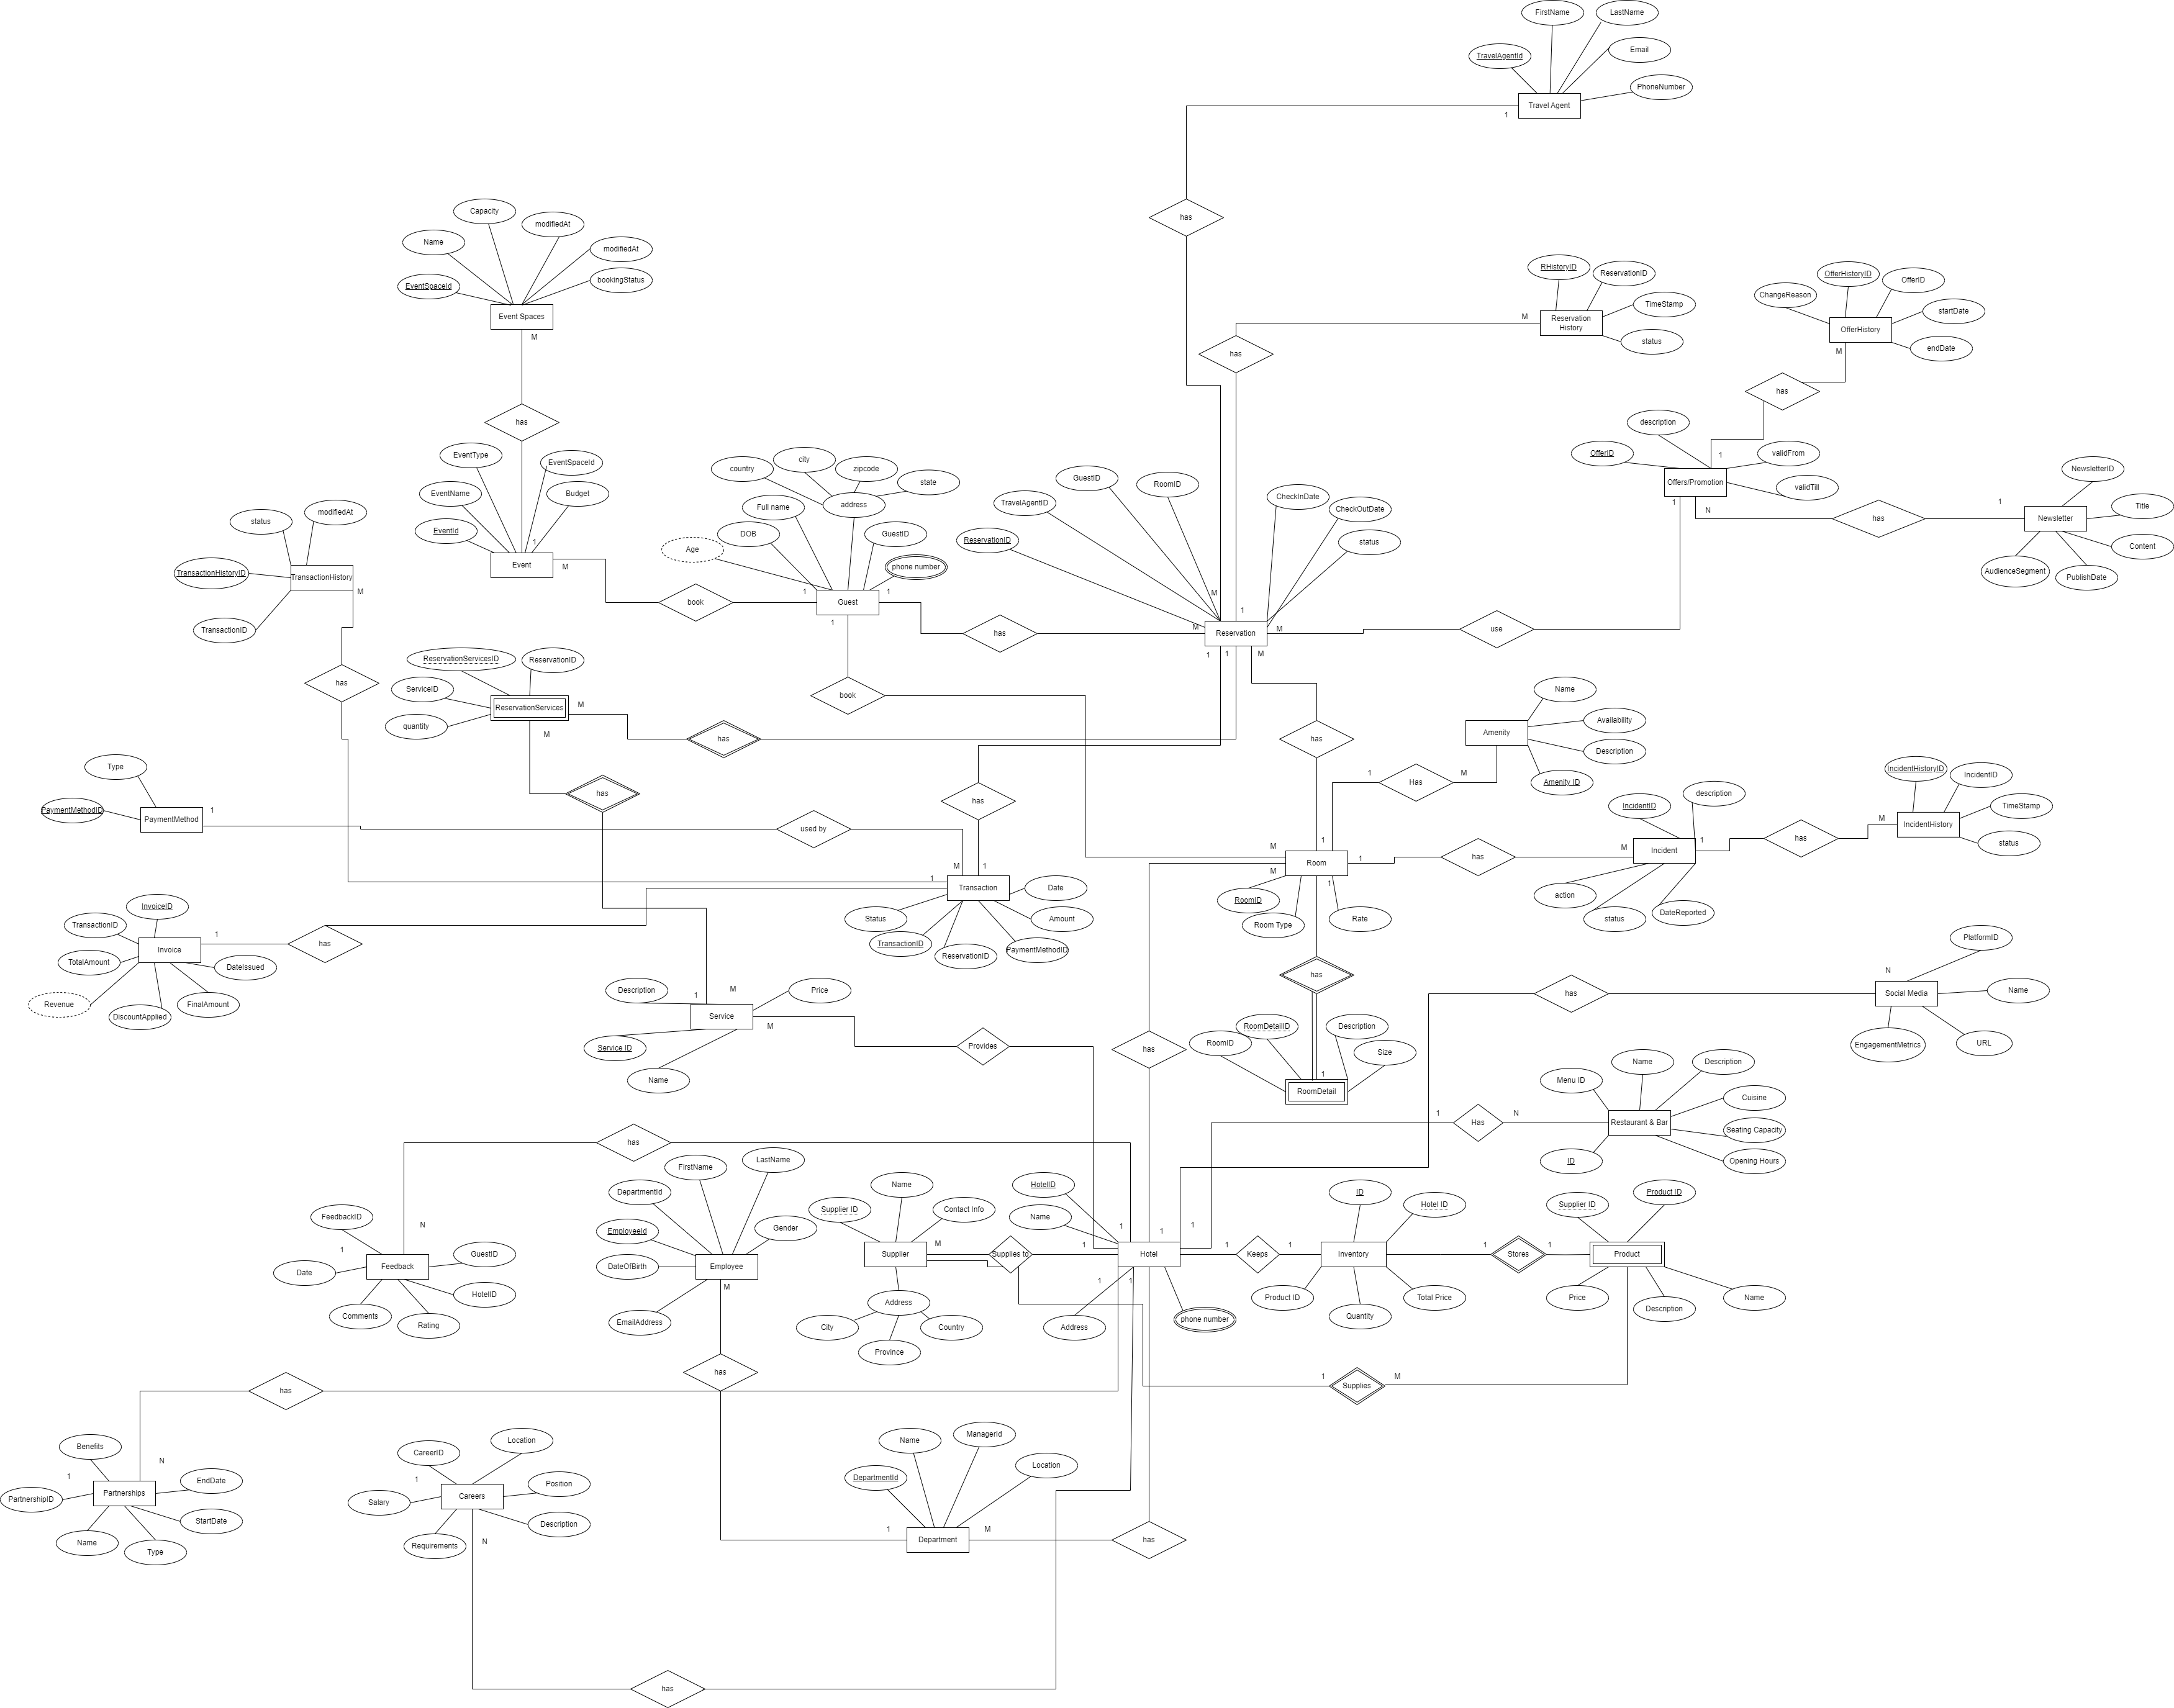 FirstName
LastName
TravelAgentId
Email
PhoneNumber
Travel Agent
1
has
Capacity
modifiedAt
Name
modifiedAt
EventSpaceId
bookingStatus
Event Spaces
M
has
EventType
EventSpaceId
EventName
Budget
EventId
1
Event
M
RHistoryID
ReservationID
TimeStamp
Reservation
History
status
M
has
OfferHistoryID
OfferID
ChangeReason
startDate
OfferHistory
endDate
M
has
description
OfferID
validFrom
1
Offers/Promotion
validTill
1
N
has
1
NewsletterID
Title
Newsletter
Content
AudienceSegment
PublishDate
country
city
zipcode
state
address
Full name
DOB
GuestID
Age
phone number
1
1
Guest
1
book
has
M
book
GuestID
RoomID
TravelAgentID
CheckInDate
CheckOutDate
ReservationID
status
M
1
Reservation
M
use
1
1
M
status
modifiedAt
TransactionHistoryID
TransactionHistory
M
TransactionID
has
ReservationServicesID
ReservationID
ServiceID
ReservationServices
M
quantity
M
has
has
Type
PaymentMethodID
PaymentMethod
1
used by
has
M
1
1
Transaction
Date
Status
Amount
TransactionID
ReservationID
PaymentMethodID
has
Name
Amenity
Availability
Description
Amenity ID
1
Has
M
M
1
Room
1
M
1
RoomID
Room Type
Rate
has
M
IncidentID
description
1
Incident
action
status
DateReported
has
M
IncidentHistoryID
IncidentID
TimeStamp
IncidentHistory
status
InvoiceID
TransactionID
Invoice
1
has
TotalAmount
DateIssued
Revenue
FinalAmount
DiscountApplied
Description
M
Price
1
Service
M
Service ID
Name
Provides
has
has
RoomDetailID
Description
RoomID
Size
1
RoomDetail
has
N
PlatformID
Social Media
Name
EngagementMetrics
URL
1
Has
N
Menu ID
Name
Description
Cuisine
Restaurant & Bar
Seating Capacity
ID
Opening Hours
has
FeedbackID
N
1
Feedback
GuestID
Date
HotelID
Comments
Rating
FirstName
LastName
DepartmentId
EmployeeId
Gender
DateOfBirth
Employee
M
EmailAddress
Name
Supplier ID
Contact Info
Supplier
M
Supplies to
1
Address
City
Country
Province
HotelID
Name
1
1
1
Hotel
1
1
Address
phone number
Keeps
1
ID
Hotel ID
Inventory
1
Product ID
Total Price
Quantity
Stores
1
Supplier ID
Product ID
Product
Price
Description
Name
has
has
1
Supplies
M
Benefits
N
1
EndDate
PartnershipID
Partnerships
StartDate
Name
Type
CareerID
Location
1
Position
Salary
Careers
Description
Requirements
N
Name
ManagerId
Location
DepartmentId
1
Department
M
has
has